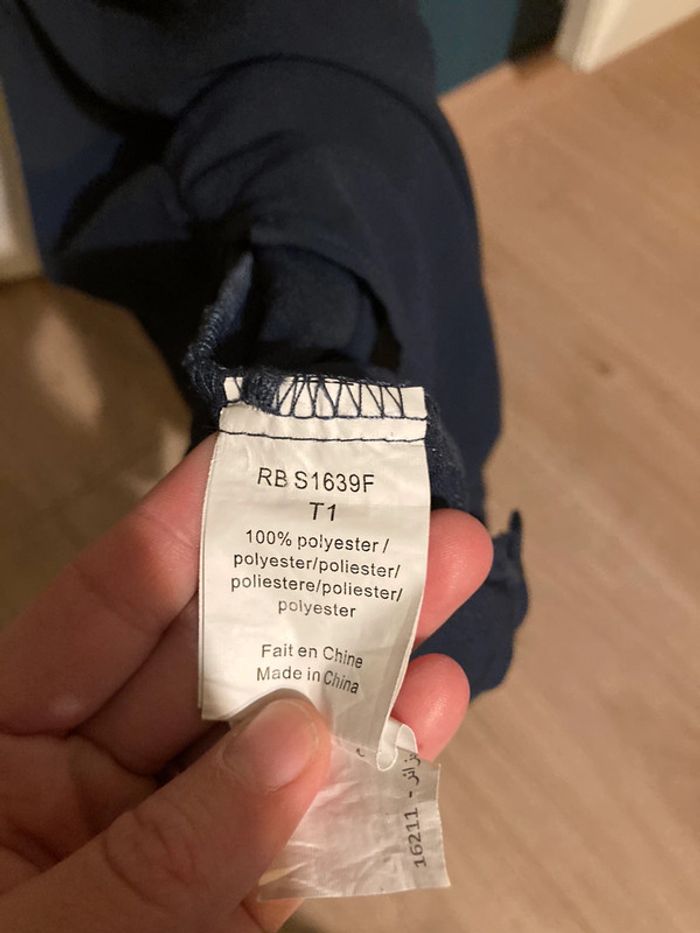 RB S1639F
T1
100% polyester /
polyester/poliester/
poliestere/poliester/
polyester
Fait en Chine
Made in China
16211 -